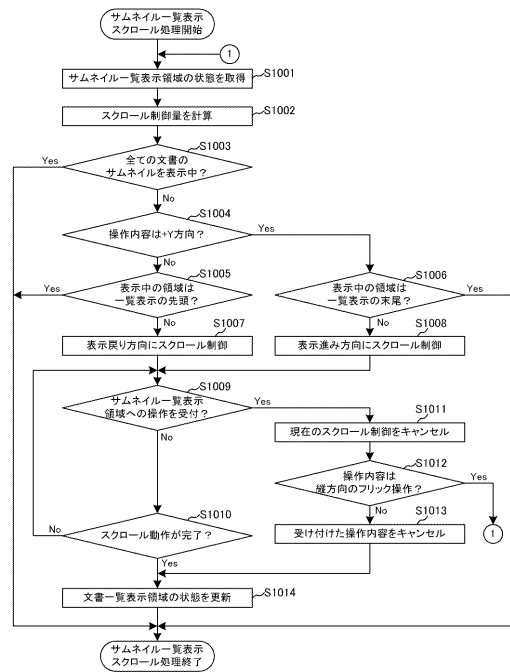 サムネイル一覧表示
スクロール処理開始
1
サムネイル一覧表示領域の状態を取得
S1001
スクロール制御量を計算
S1002
S1003
Yes
全ての文書の
サムネイルを表示中？
No
S1004
操作内容は+Y方向？
Yes
No
S1005
Yes
表示中の領域は
一覧表示の先頭？
No
S1006
表示中の領域は
一覧表示の末尾？
Yes
No
S1007
表示戻り方向にスクロール制御
S1008
表示進み方向にスクロール制御
S1009
サムネイル一覧表示
領域への操作を受付？
Yes
No
S1011
現在のスクロール制御をキャンセル
S1012
操作内容は
縦方向のフリック操作？
Yes
No
S1010
No
スクロール動作が完了？
Yes
S1013
受け付けた操作内容をキャンセル
1
文書一覧表示領域の状態を更新
S1014
サムネイル一覧表示
スクロール処理終了